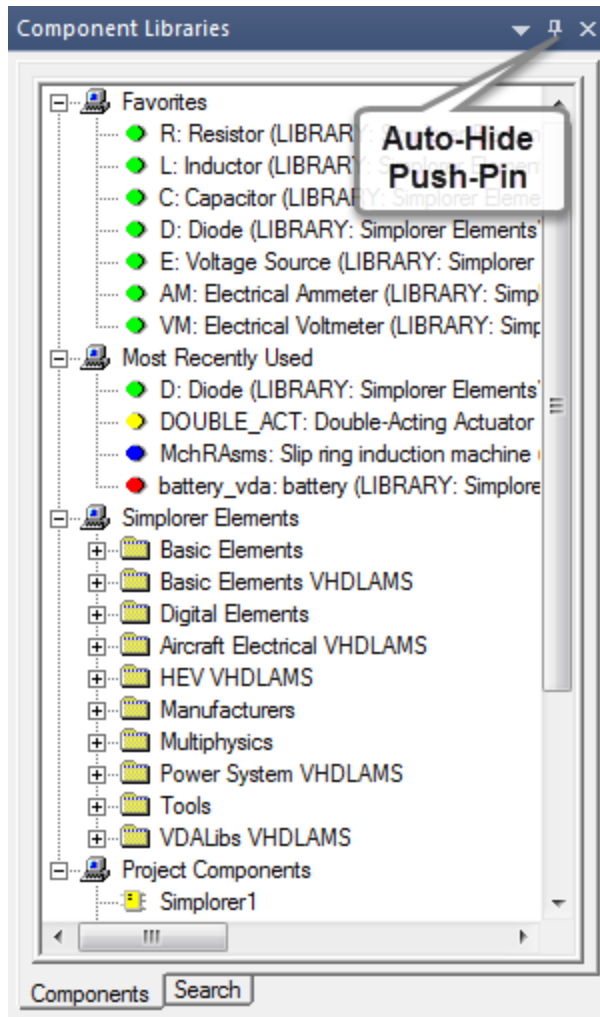 Component Libraries
Favorites
R: Resistor (LIBRARY:
L: Inductor (LIBRARY:
C: Capacitor (LIBRARY: Simplorer Eleme
Auto-Hide
Push-Pin
D: Diode (LIBRARY: Simplorer Elements'
E: Voltage Source (LIBRARY: Simplorer
AM: Electrical Ammeter (LIBRARY: Simpl
VM: Electrical Voltmeter (LIBRARY: Simp
Most Recently Used
D: Diode (LIBRARY: Simplorer Elements'
DOUBLE_ACT: Double-Acting Actuator
MchRAsms: Slip ring induction machine (
battery_vda: battery (LIBRARY: Simplore
Simplorer Elements
Basic Elements
Basic Elements VHDLAMS
Digital Elements
Aircraft Electrical VHDLAMS
HEV VHDLAMS
Manufacturers
Multiphysics
Power System VHDLAMS
Tools
VDALibs VHDLAMS
Project Components
Simplorer1
Components Search